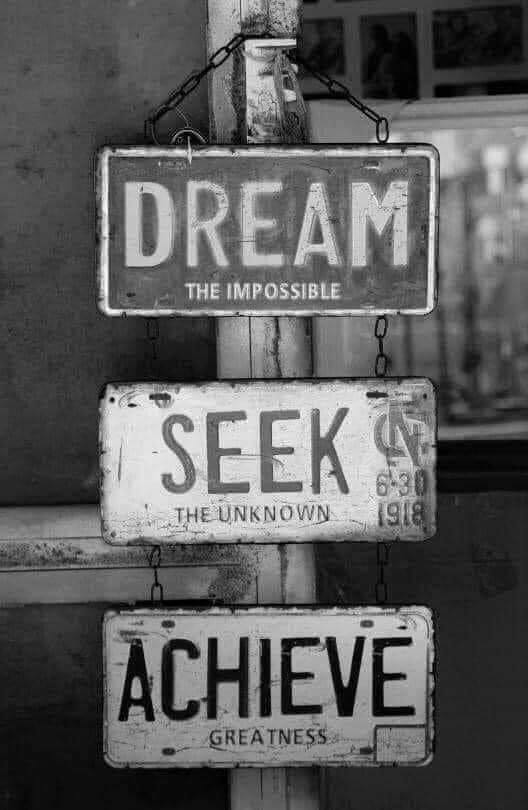 DREAM
THE IMPOSSIBLE
SEEK
THE UNKNOWN
6-30
1918
ACHIEVE
GREATNESS